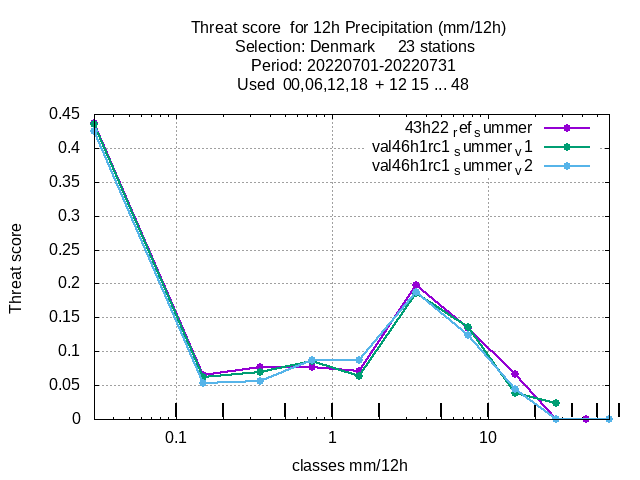 Threat score  for 12h Precipitation (mm/12h)
Selection: Denmark     23 stations
Period: 20220701-20220731
Used  00,06,12,18  + 12 15 ... 48
43h22 ref summer
val46h1rc1 summer v1
val46h1rc1 summer v2
0.45
0.4
0.35
0.3
0.25
0.2
0.15
0.1
0.05
0
Threat score
0.1 1 10
classes mm/12h